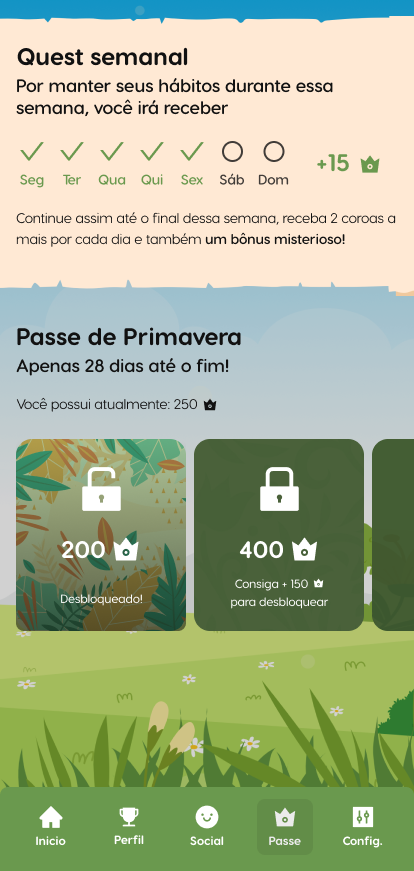 Quest semanal
Por manter seus hábitos durante essa
semana, você irá receber
Seg Ter Qua Qui Sex Sáb Dom
+15
Continue assim até o final dessa semana, receba 2 coroas a
mais por cada dia e também um bônus misterioso!
Passe de Primavera
Apenas 28 dias até o fim!
Você possui atualmente: 250
200
Desbloqueado!
400
Consiga + 150
para desbloquear
Inicio Perfil Social Passe Config.